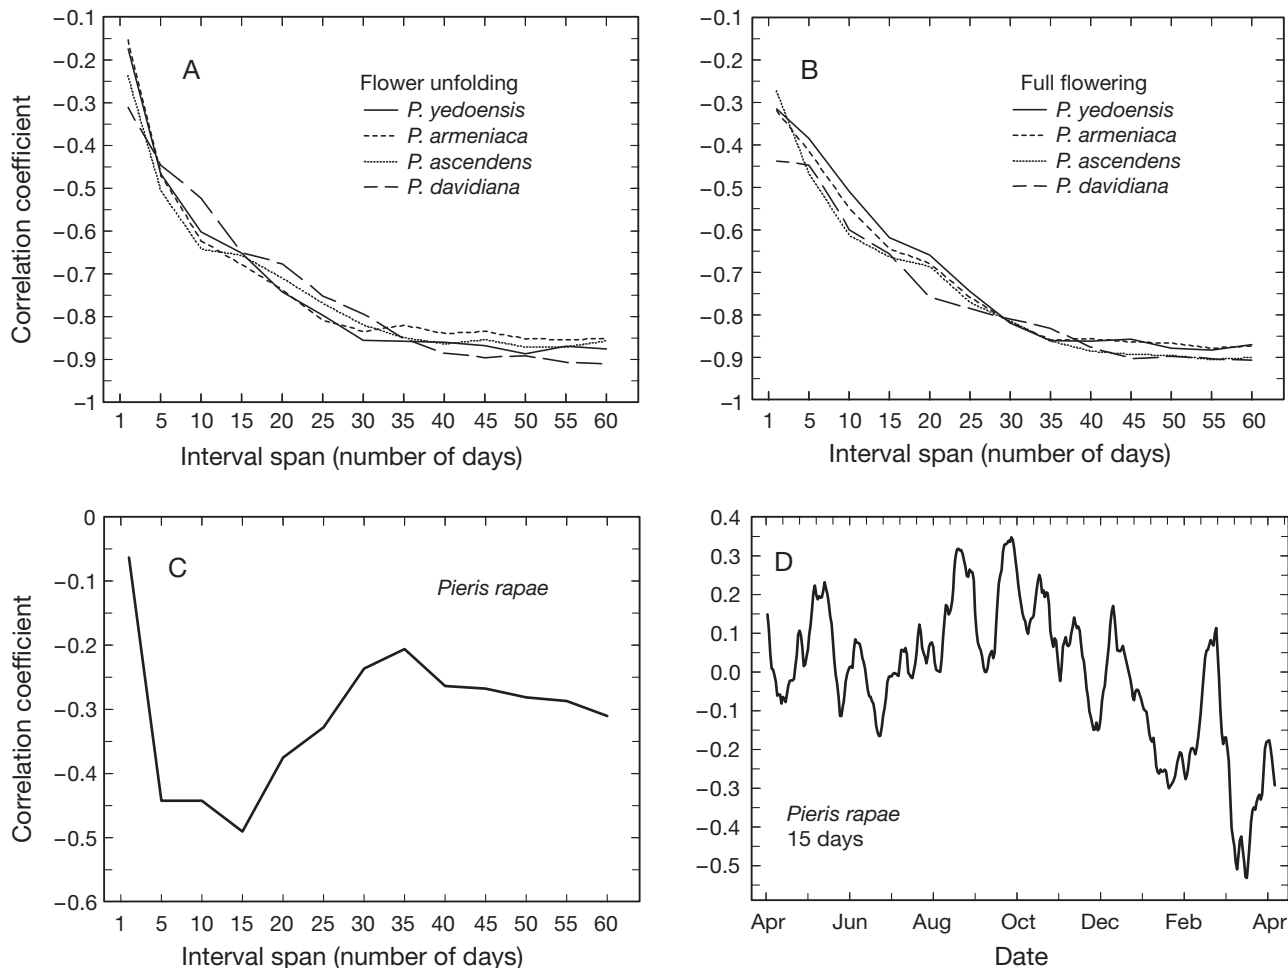 −0.1
−0.2
−0.3
−0.4
−0.5
−0.6
−0.7
−0.8
−0.9
−1
Correlation coefficient
A
Flower unfolding
P. yedoensis
P. armeniaca
P. ascendens
P. davidiana
1 5 10 15 20 25 30 35 40 45 50 55 60
Interval span (number of days)
−0.1
−0.2
−0.3
−0.4
−0.5
−0.6
−0.7
−0.8
−0.9
−1
B
Full flowering
P. yedoensis
P. armeniaca
P. ascendens
P. davidiana
1 5 10 15 20 25 30 35 40 45 50 55 60
Interval span (number of days)
0
−0.1
−0.2
−0.3
−0.4
−0.5
−0.6
Correlation coefficient
C
Pieris rapae
1 5 10 15 20 25 30 35 40 45 50 55 60
Interval span (number of days)
0.4
0.3
0.2
0.1
0.0
−0.1
−0.2
−0.3
−0.4
−0.5
D
Pieris rapae
15 days
Apr Jun Aug Oct Dec Feb Apr
Date